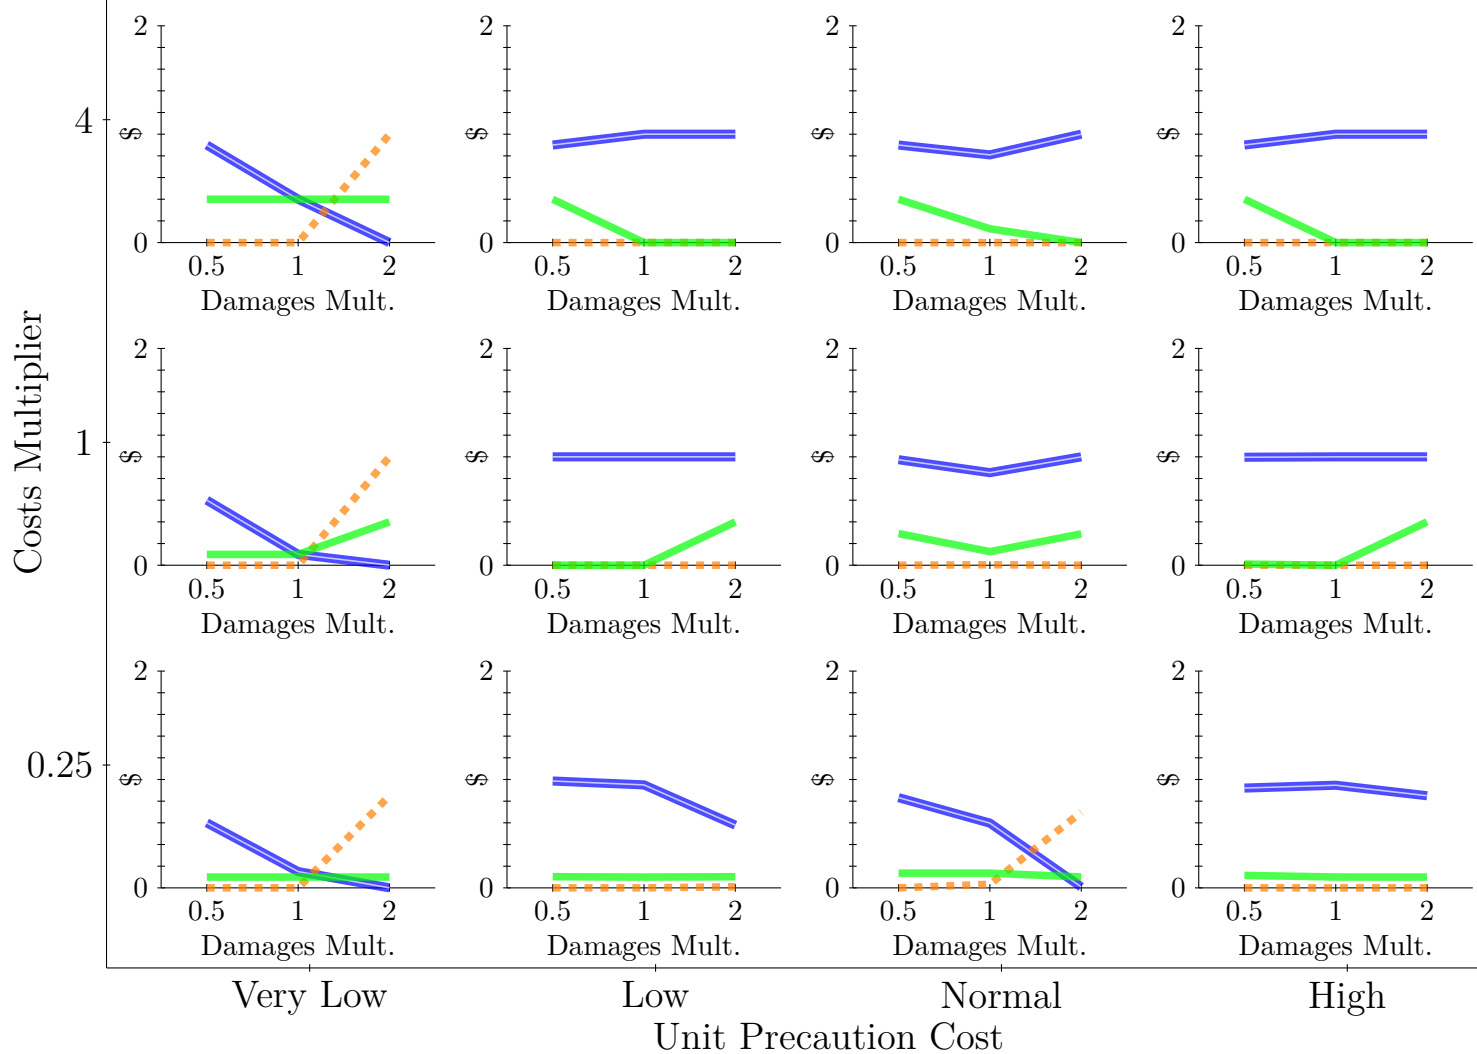 2 2 2 2
4 $ $ $ $
0 0 0 0
0.5 1 2 0.5 1 2 0.5 1 2 0.5 1 2
Damages Mult. Damages Mult. Damages Mult. Damages Mult.
Costs Multiplier
2 2 2 2
1 $ $ $ $
0 0 0 0
0.5 1 2 0.5 1 2 0.5 1 2 0.5 1 2
Damages Mult. Damages Mult. Damages Mult. Damages Mult.
2 2 2 2
0.25 $ $ $ $
0 0 0 0
0.5 1 2 0.5 1 2 0.5 1 2 0.5 1 2
Damages Mult. Damages Mult. Damages Mult. Damages Mult.
Very Low Low Normal High
Unit Precaution Cost